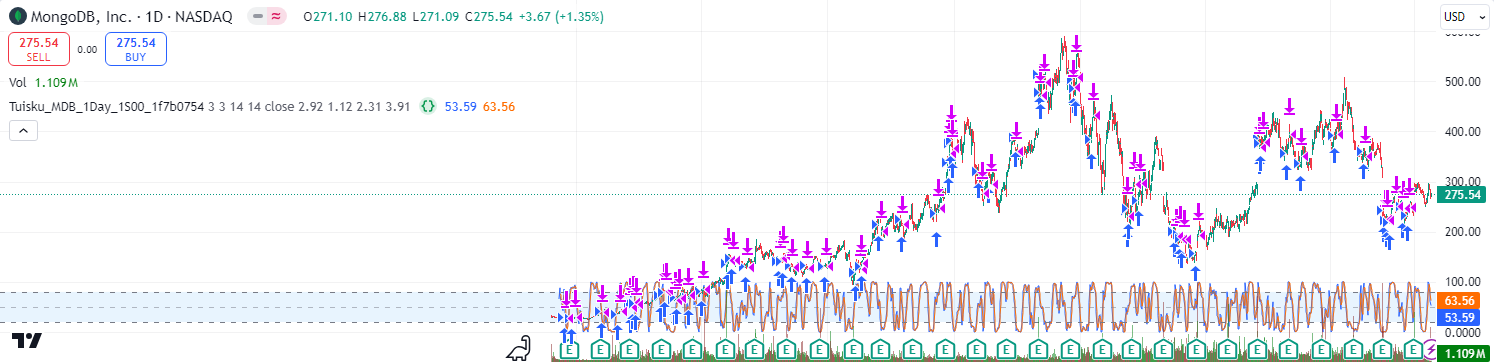 MongoDB, Inc. · 1D · NASDAQ O271.10 H276.88 L271.09 C275.54 +3.67 (+1.35%)
USD
275.54 SELL 0.00 275.54 BUY
Vol 1.109M
Tuisku_MDB_1Day_1S00_1f7b0754 3 3 14 14 close 2.92 1.12 2.31 3.91 {} 53.59 63.56
500.00
400.00
300.00
275.54
200.00
100.00
63.56
53.59
0.0000
1.109M
E E E E E E E E E E E E E E E E E E E E E E E E E E E E